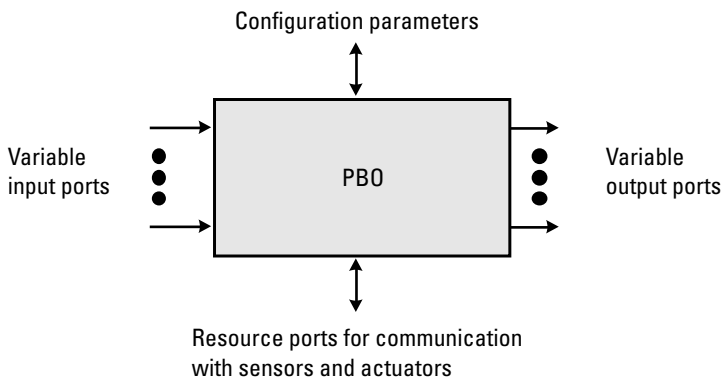 Configuration parameters
Variable
input ports
PBO
Variable
output ports
Resource ports for communication
with sensors and actuators